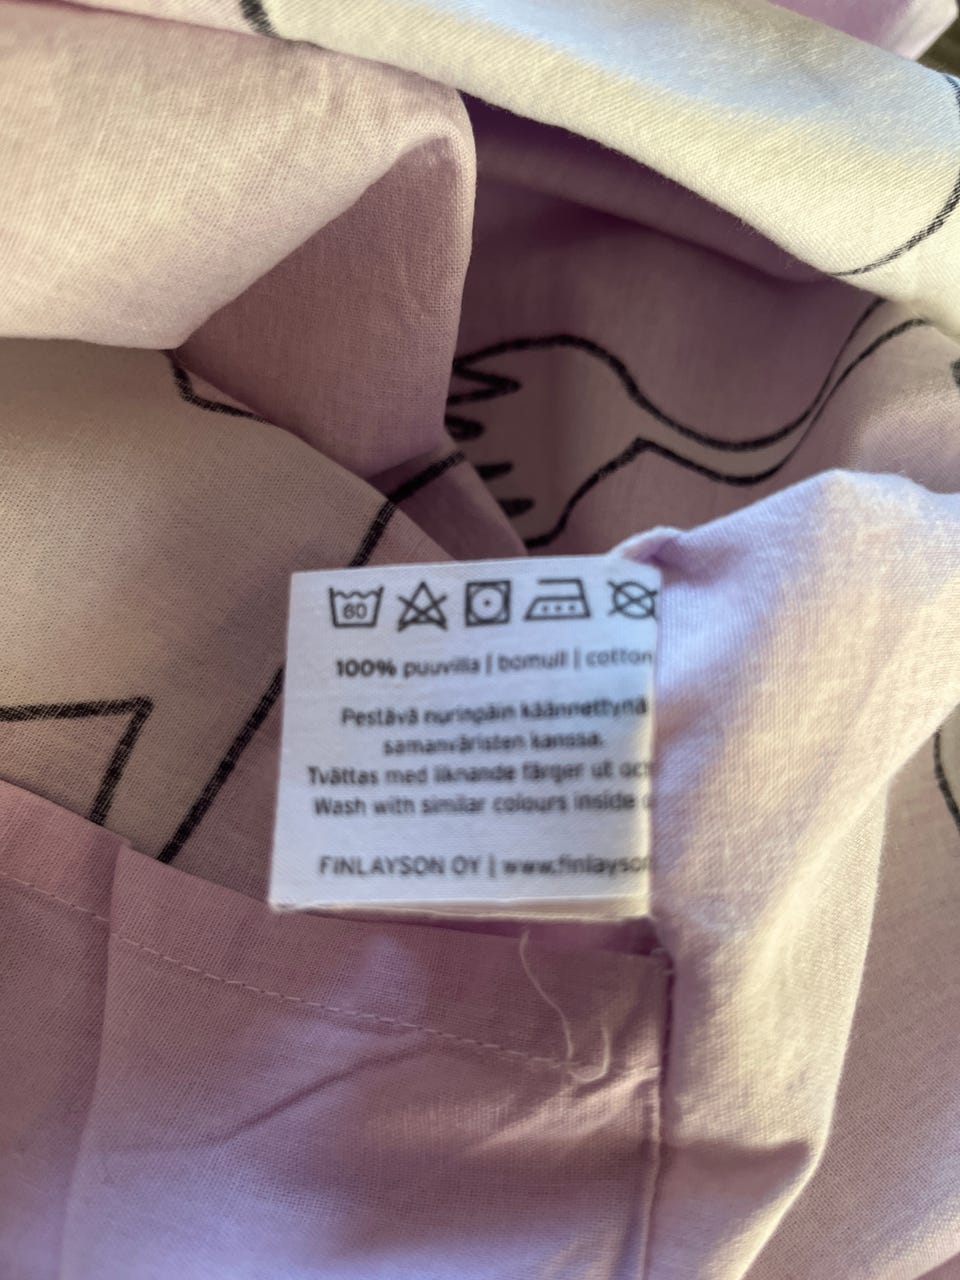 60
100% puuvilla | bomull | cotton
Pestävä nurinpäin käännettynä
samanväristen kanssa.
Tvättas med liknande färger ut och
Wash with similar colours inside
FINLAYSON OY | www.finlayson